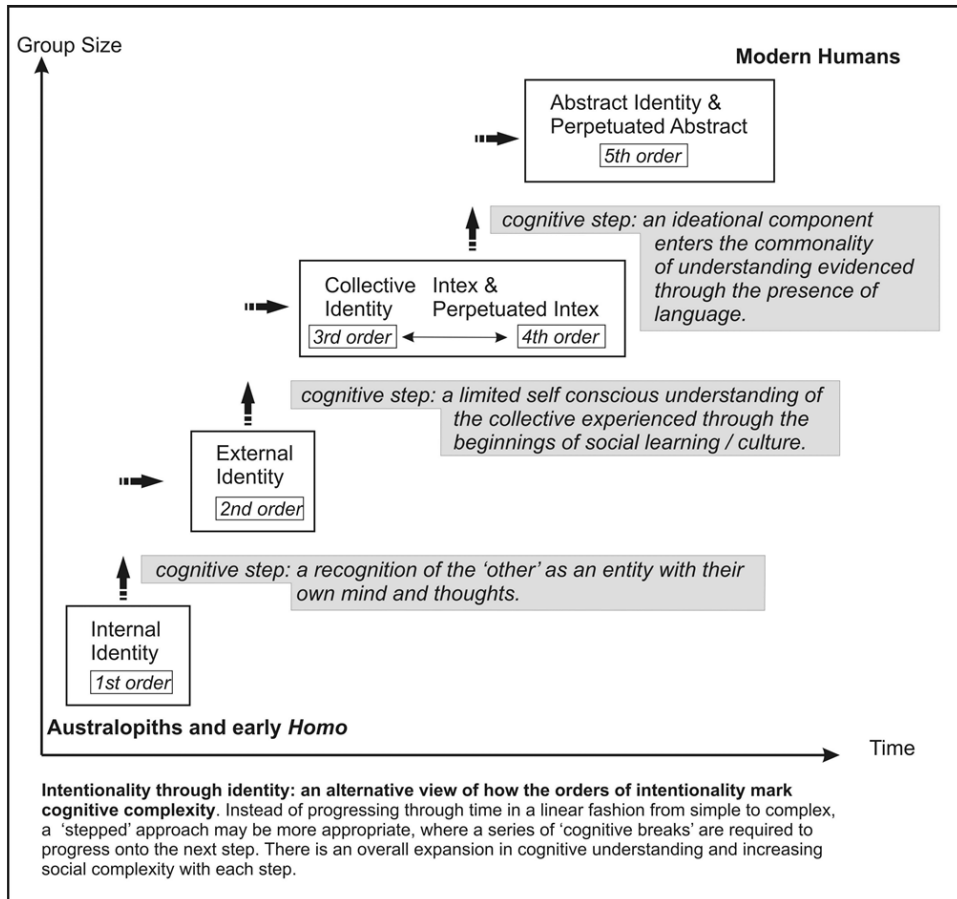 Group Size
Modern Humans
Abstract Identity &
Perpetuated Abstract
5th order
cognitive step: an ideational component
enters the commonality
of understanding evidenced
through the presence of
language.
Collective Identity
Intex &
Perpetuated Intex
3rd order
4th order
cognitive step: a limited self conscious understanding of
the collective experienced through the
beginnings of social learning / culture.
External
Identity
2nd order
cognitive step: a recognition of the ‘other’ as an entity with their
own mind and thoughts.
Internal
Identity
1st order
Australopiths and early Homo
Time
Intentionality through identity: an alternative view of how the orders of intentionality mark
cognitive complexity. Instead of progressing through time in a linear fashion from simple to complex,
a ‘stepped’ approach may be more appropriate, where a series of ‘cognitive breaks’ are required to
progress onto the next step. There is an overall expansion in cognitive understanding and increasing
social complexity with each step.